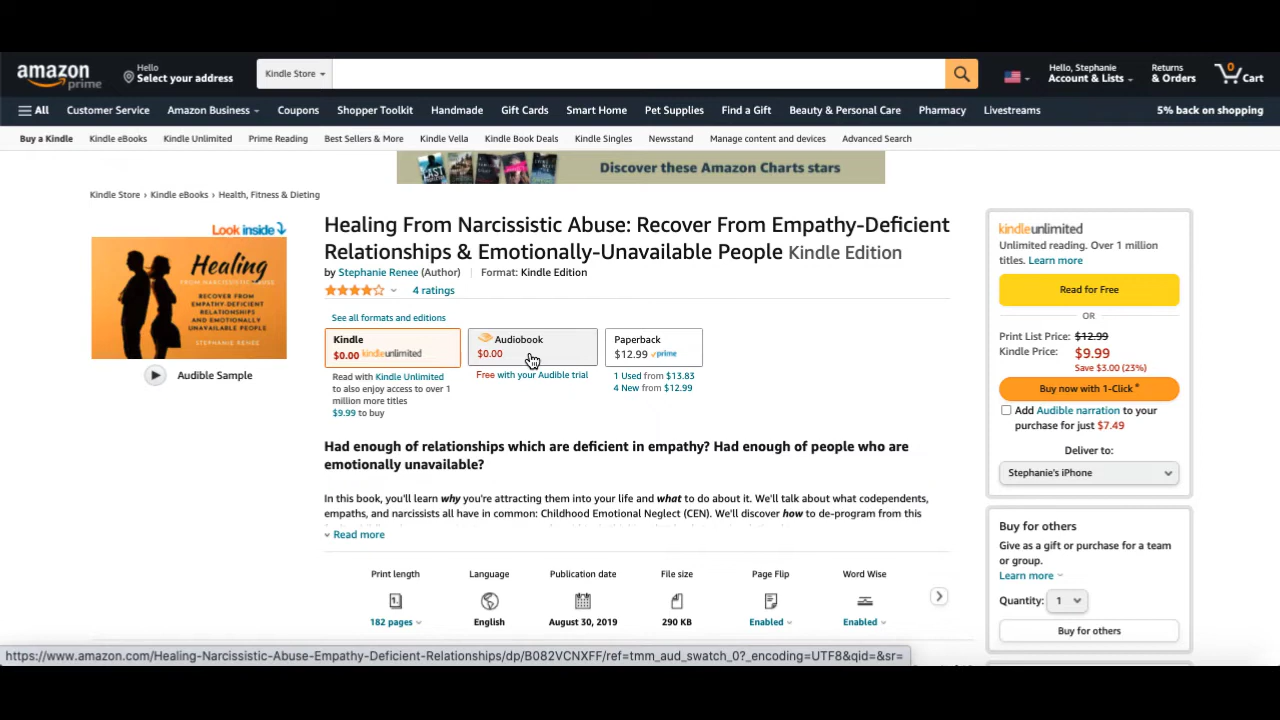 amazon prime
Hello
Select your address
Kindle Store
Hello, Stephanie
Account & Lists
Returns
& Orders
0
Cart
All
Customer Service
Amazon Business
Coupons
Shopper Toolkit
Handmade
Gift Cards
Smart Home
Pet Supplies
Find a Gift
Beauty & Personal Care
Pharmacy
Livestreams
5% back on shopping
Buy a Kindle
Kindle eBooks
Kindle Unlimited
Prime Reading
Best Sellers & More
Kindle Vella
Kindle Book Deals
Kindle Singles
Newsstand
Manage content and devices
Advanced Search
Discover these Amazon Charts stars
Kindle Store › Kindle eBooks › Health, Fitness & Dieting
Look inside
Healing
FROM NARCISSISTIC ABUSE:
RECOVER FROM
EMPATHY-DEFICIENT
RELATIONSHIPS
AND EMOTIONALLY
UNAVAILABLE PEOPLE
STEPHANIE RENEE
Audible Sample
Healing From Narcissistic Abuse: Recover From Empathy-Deficient
Relationships & Emotionally-Unavailable People Kindle Edition
by Stephanie Renee (Author) | Format: Kindle Edition
4 ratings
See all formats and editions
Kindle
$0.00 kindleunlimited
Read with Kindle Unlimited
to also enjoy access to over 1
million more titles
$9.99 to buy
Audiobook
$0.00
Free with your Audible trial
Paperback
$12.99 prime
1 Used from $13.83
4 New from $12.99
Had enough of relationships which are deficient in empathy? Had enough of people who are
emotionally unavailable?
In this book, you'll learn why you're attracting them into your life and what to do about it. We'll talk about what codependents,
empaths, and narcissists all have in common: Childhood Emotional Neglect (CEN). We'll discover how to de-program from this
Read more
Print length
182 pages
Language
English
Publication date
August 30, 2019
File size
290 KB
Page Flip
Enabled
Word Wise
Enabled
kindleunlimited
Unlimited reading. Over 1 million
titles. Learn more
Read for Free
OR
Print List Price: $12.99
Kindle Price: $9.99
Save $3.00 (23%)
Buy now with 1-Click ®
Add Audible narration to your
purchase for just $7.49
Deliver to:
Stephanie's iPhone
Buy for others
Give as a gift or purchase for a team
or group.
Learn more
Quantity: 1
Buy for others
https://www.amazon.com/Healing-Narcissistic-Abuse-Empathy-Deficient-Relationships/dp/B082VCNXFF/ref=tmm_aud_swatch_0?_encoding=UTF8&qid=&sr=